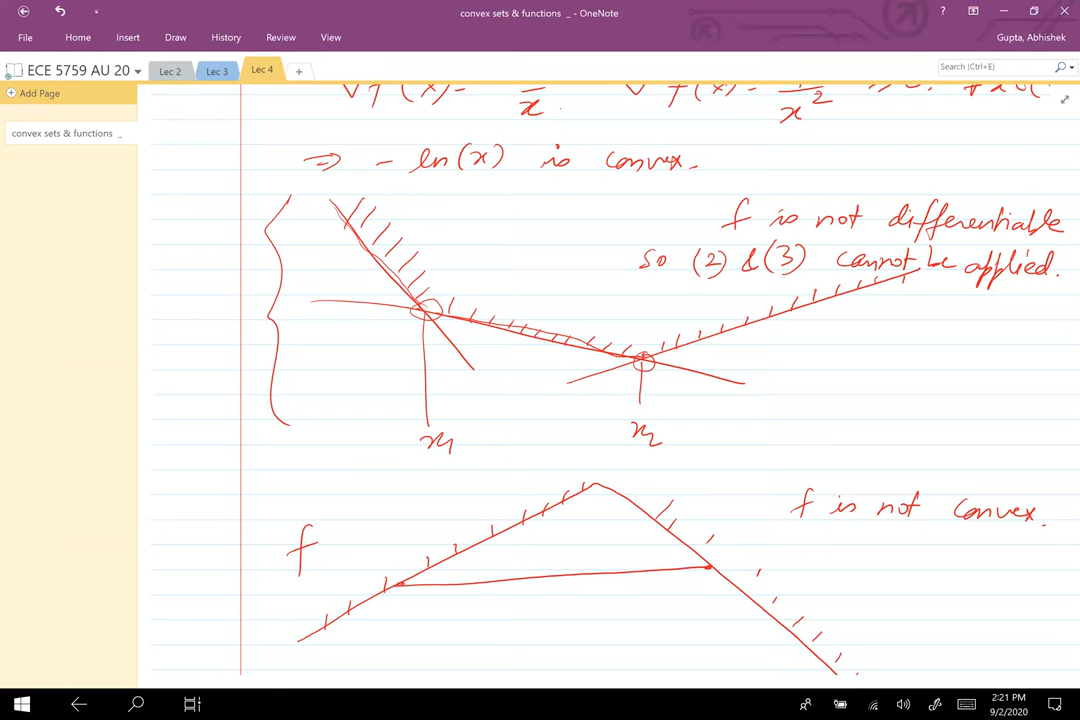 convex sets & functions _ - OneNote
File Home Insert Draw History Review View
Gupta, Abhishek
ECE 5759 AU 20
Lec 2 Lec 3 Lec 4
Search (Ctrl+E)
Add Page
convex sets & functions _
∇f(x) = x ∇²f(x) = x²
⇒ - ln(x) is convex.
f is not differentiable
so (2) & (3) cannot be applied.
x1
x2
f
f is not convex.
2:21 PM
9/2/2020